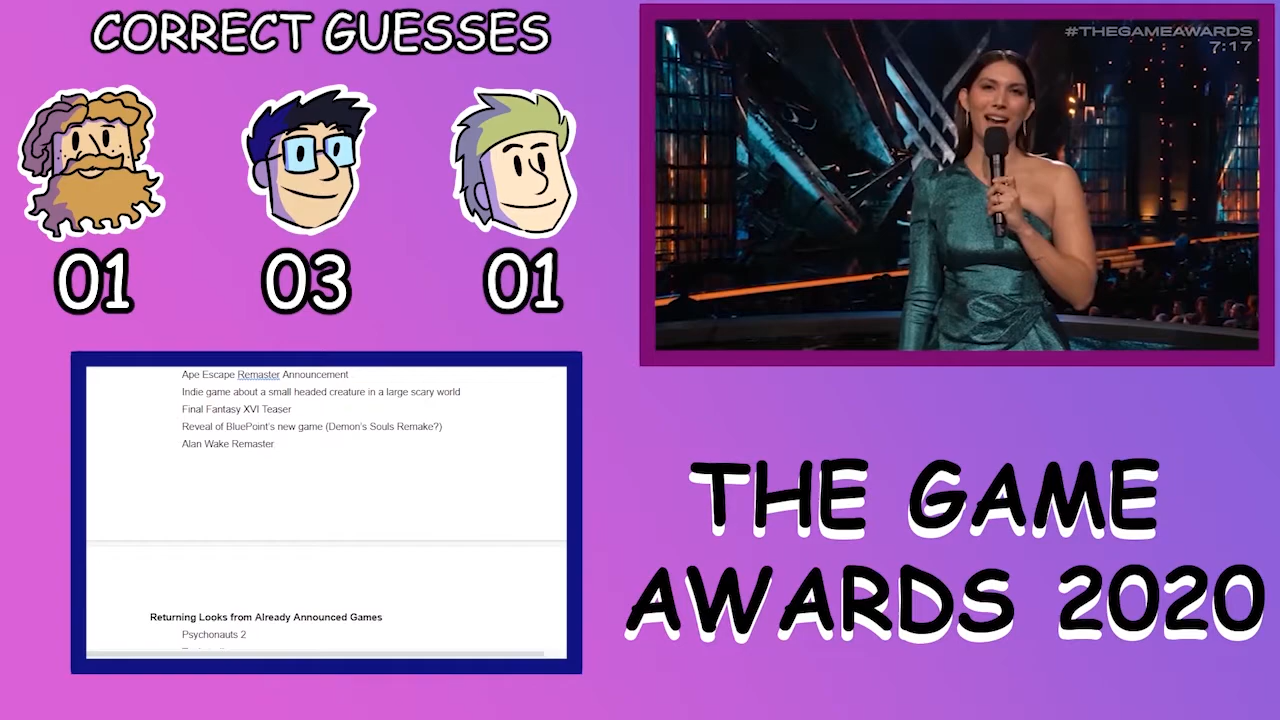 CORRECT GUESSES
01
03
01
#THEGAMEAWARDS
7:17
Ape Escape Remaster Announcement
Indie game about a small headed creature in a large scary world
Final Fantasy XVI Teaser
Reveal of BluePoint's new game (Demon's Souls Remake?)
Alan Wake Remaster
Returning Looks from Already Announced Games
Psychonauts 2
THE GAME
AWARDS 2020